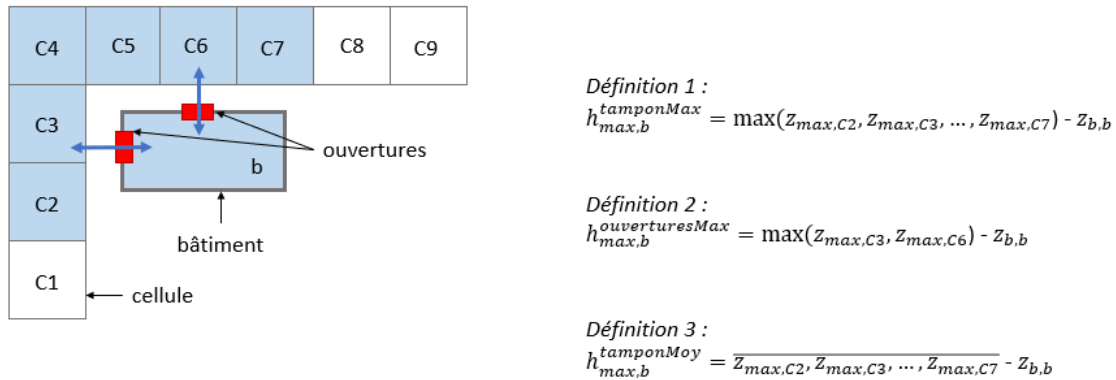 C4 C5 C6 C7 C8 C9
C3
C2
C1
ouvertures
b
bâtiment
cellule
Définition 1 :
h_{max,b}^{tamponMax} = max(z_{max,C2}, z_{max,C3}, ..., z_{max,C7}) - z_{b,b}
Définition 2 :
h_{max,b}^{ouverturesMax} = max(z_{max,C3}, z_{max,C6}) - z_{b,b}
Définition 3 :
h_{max,b}^{tamponMoy} = \overline{z_{max,C2}, z_{max,C3}, ..., z_{max,C7}} - z_{b,b}